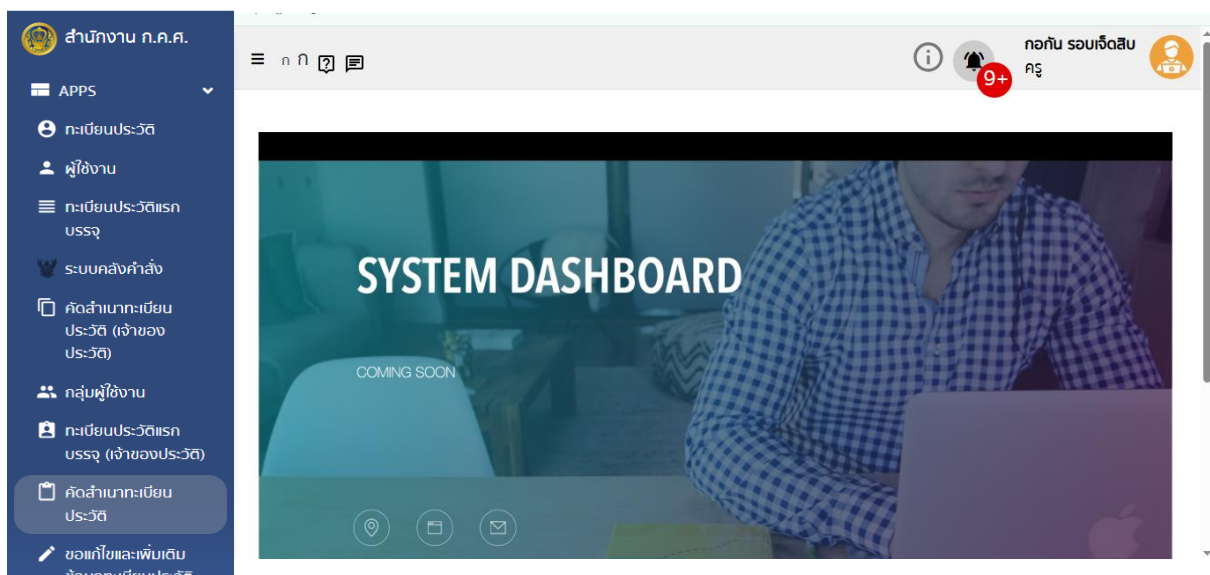 สำนักงาน ก.ค.ศ.
APPS
ทะเบียนประวัติ
ผู้ใช้งาน
ทะเบียนประวัติแรก
บรรจุ
ระบบคลังคำสั่ง
คัดสำเนาทะเบียน
ประวัติ (เจ้าของ
ประวัติ)
กลุ่มผู้ใช้งาน
ทะเบียนประวัติแรก
บรรจุ (เจ้าของประวัติ)
คัดสำเนาทะเบียน
ประวัติ
ขอแก้ไขและเพิ่มเติม
ก ก
9+
กอกัน รอบเจ็ดสิบ
ครู
SYSTEM DASHBOARD
COMING SOON